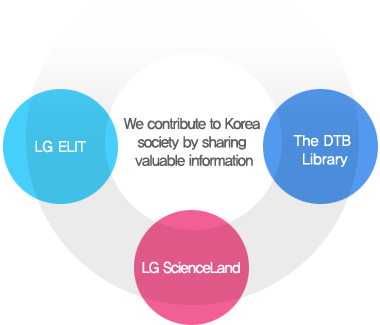 We contribute to Korea
society by sharing
valuable information
LG ELIT
The DTB
Library
LG ScienceLand